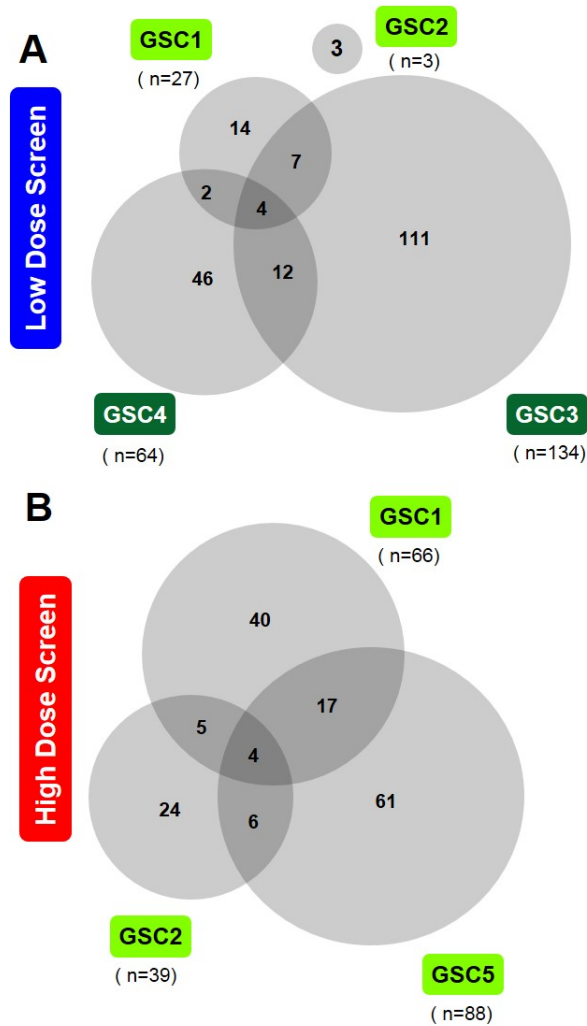 A
GSC1
( n=27)
3
GSC2
( n=3)
Low Dose Screen
14
7
2
4
111
46
12
GSC4
( n=64)
GSC3
( n=134)
B
GSC1
( n=66)
High Dose Screen
40
17
5
4
24
6
61
GSC2
( n=39)
GSC5
( n=88)